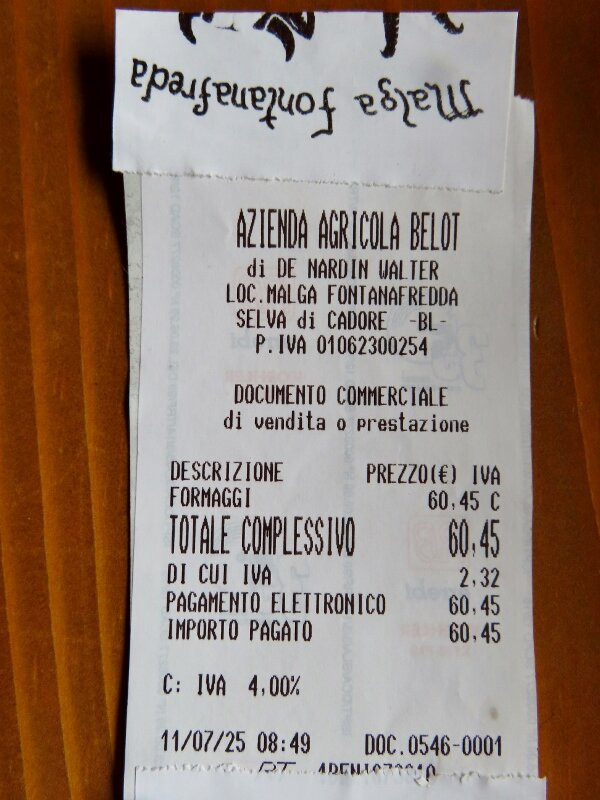 Malga fontanafreda
AZIENDA AGRICOLA BELOT
di DE NARDIN WALTER
LOC.MALGA FONTANAFREDDA
SELVA di CADORE -BL-
P.IVA 01062300254
DOCUMENTO COMMERCIALE
di vendita o prestazione
DESCRIZIONE PREZZO(€) IVA
FORMAGGI 60,45 C
TOTALE COMPLESSIVO 60,45
DI CUI IVA 2,32
PAGAMENTO ELETTRONICO 60,45
IMPORTO PAGATO 60,45
C: IVA 4,00%
11/07/25 08:49 DOC.0546-0001